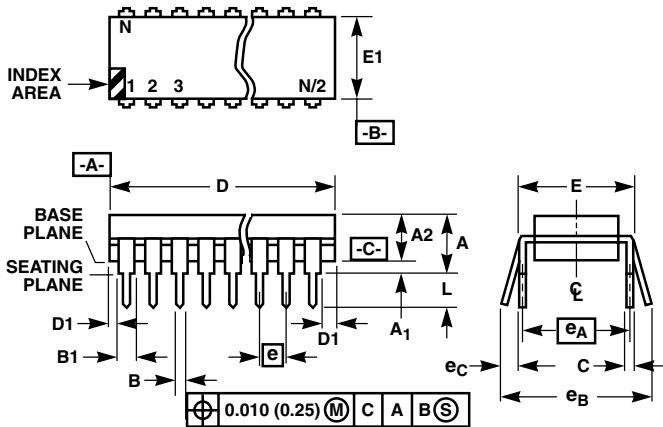 N
E1
INDEX
AREA
1 2 3 N/2
-B-
-A-
D
E
BASE
PLANE
A2
A
-C-
SEATING
PLANE
L
D1
A1
D1
eA
B1
e
eC
C
B
eB
0.010 (0.25) M C A B S
CL